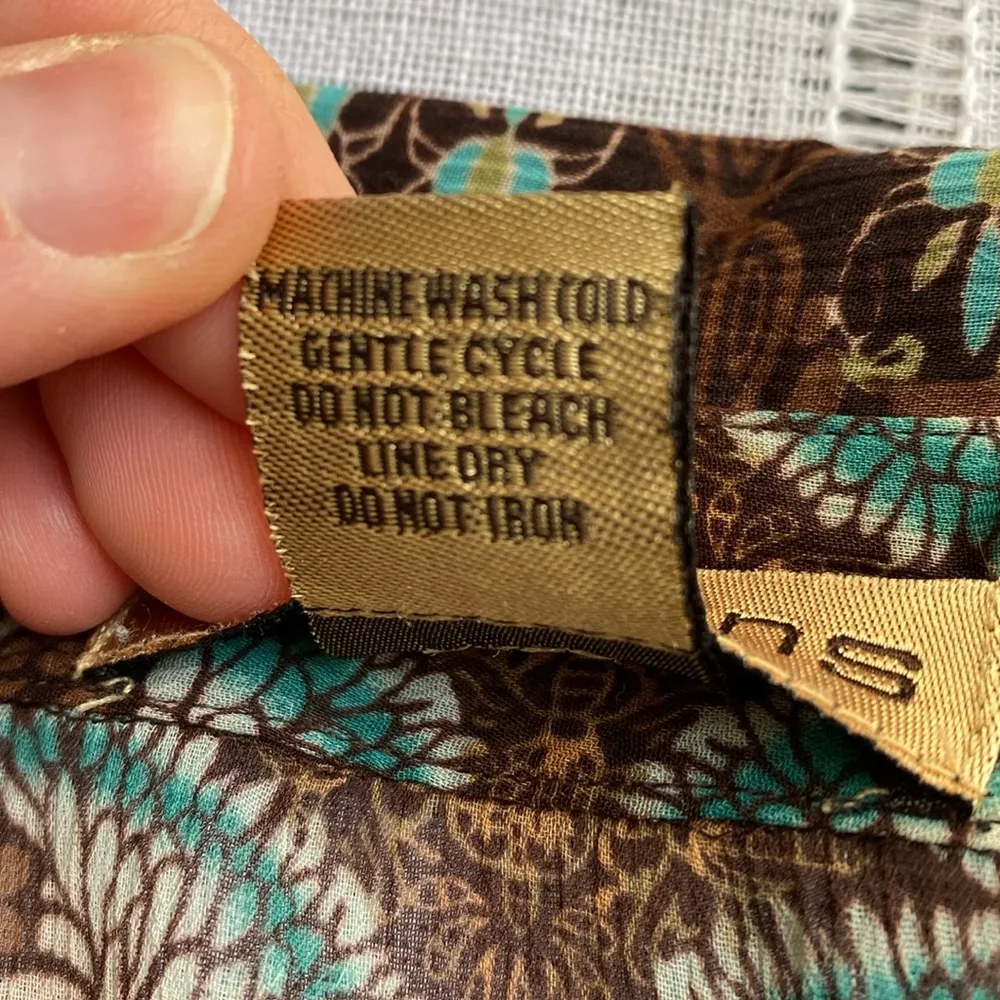 MACHINE WASH COLD
GENTLE CYCLE
DO NOT BLEACH
LINE DRY
DO NOT IRON